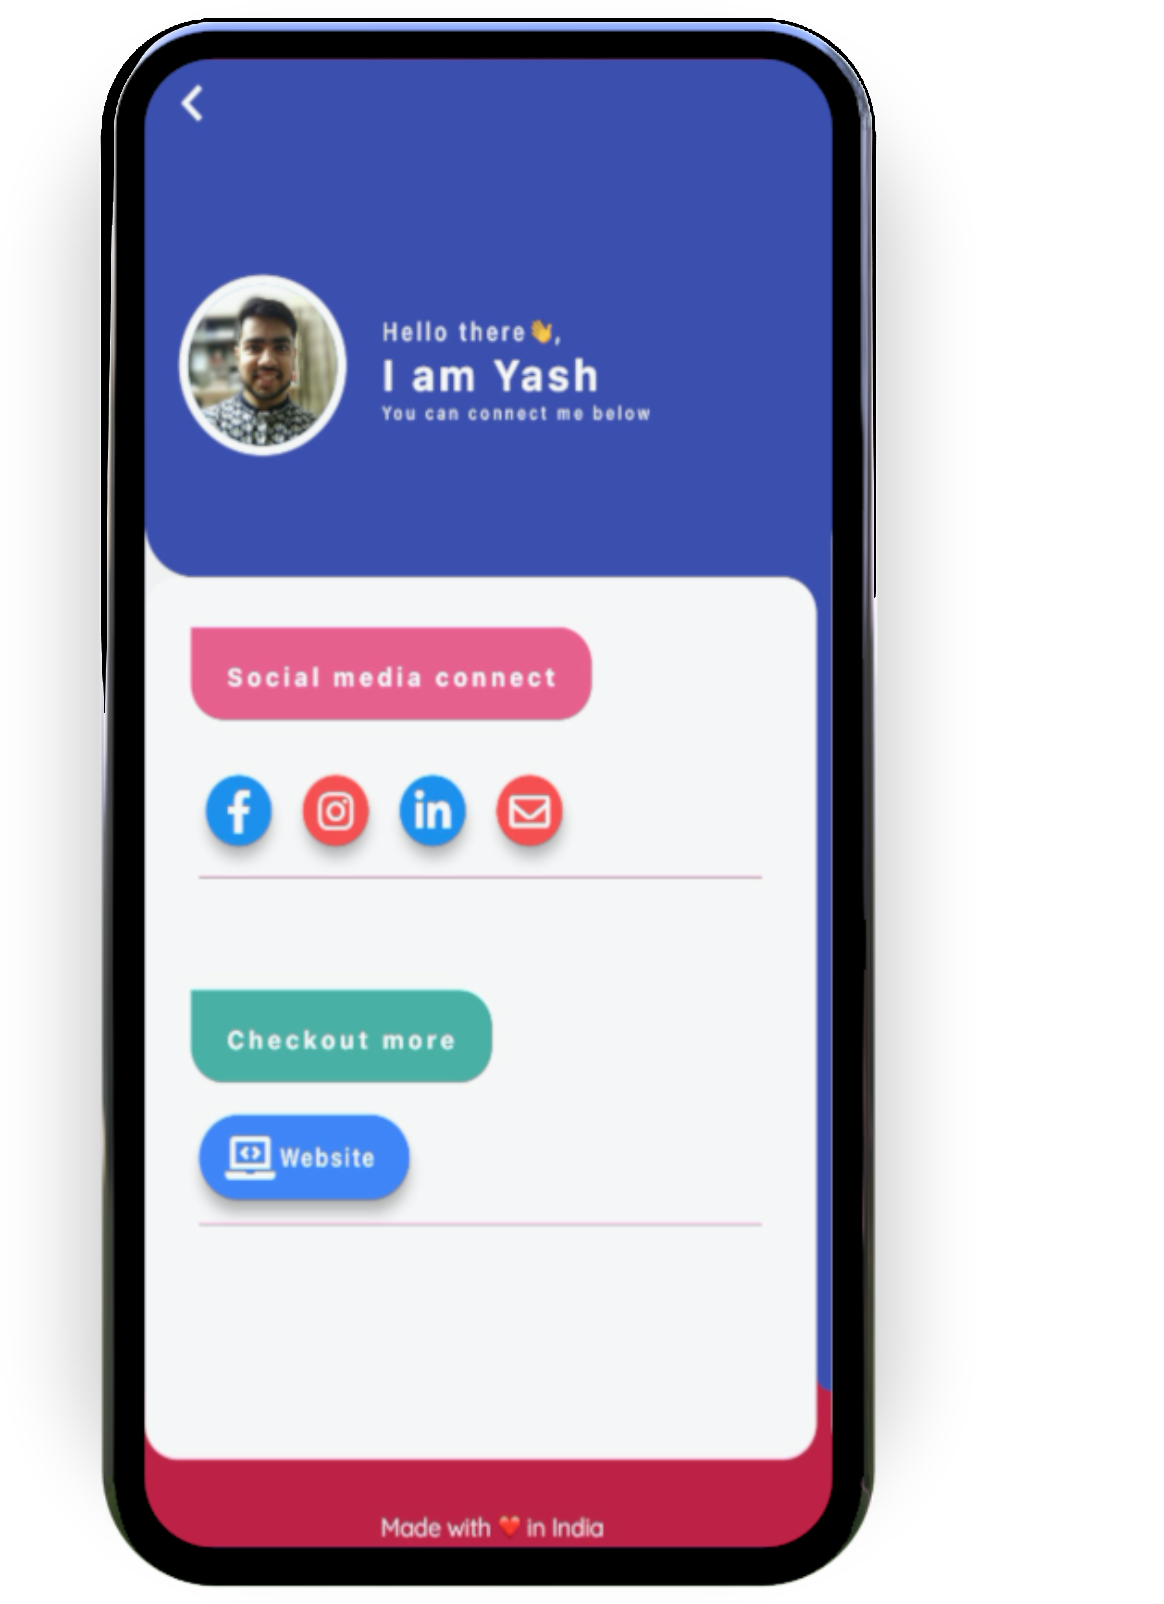 Hello there👋,
I am Yash
You can connect me below
Social media connect
Checkout more
Website
Made with ❤️ in India